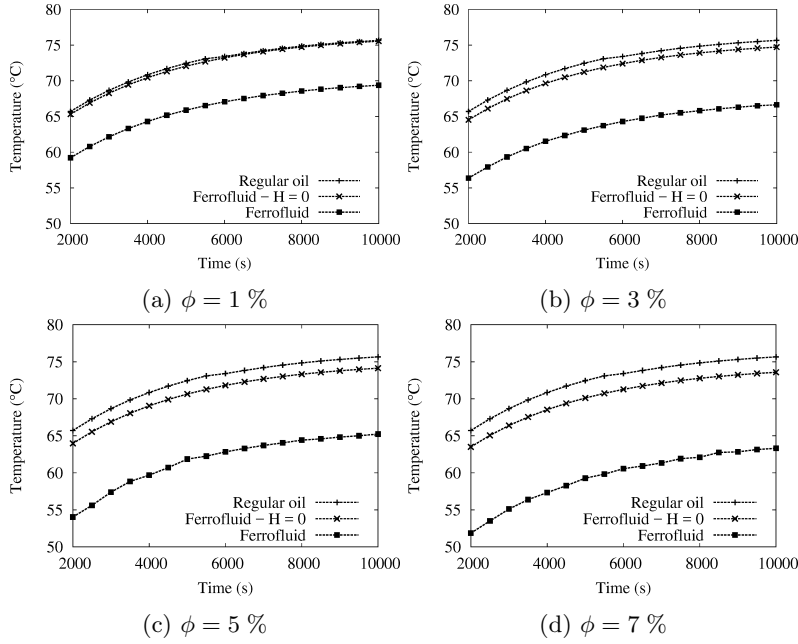 80
75
70
65
60
55
50
Temperature (°C)
Regular oil
Ferrofluid – H = 0
Ferrofluid
2000 4000 6000 8000 10000
Time (s)
(a) ϕ = 1 %
80
75
70
65
60
55
50
Temperature (°C)
Regular oil
Ferrofluid – H = 0
Ferrofluid
2000 4000 6000 8000 10000
Time (s)
(b) ϕ = 3 %
80
75
70
65
60
55
50
Temperature (°C)
Regular oil
Ferrofluid – H = 0
Ferrofluid
2000 4000 6000 8000 10000
Time (s)
(c) ϕ = 5 %
80
75
70
65
60
55
50
Temperature (°C)
Regular oil
Ferrofluid – H = 0
Ferrofluid
2000 4000 6000 8000 10000
Time (s)
(d) ϕ = 7 %